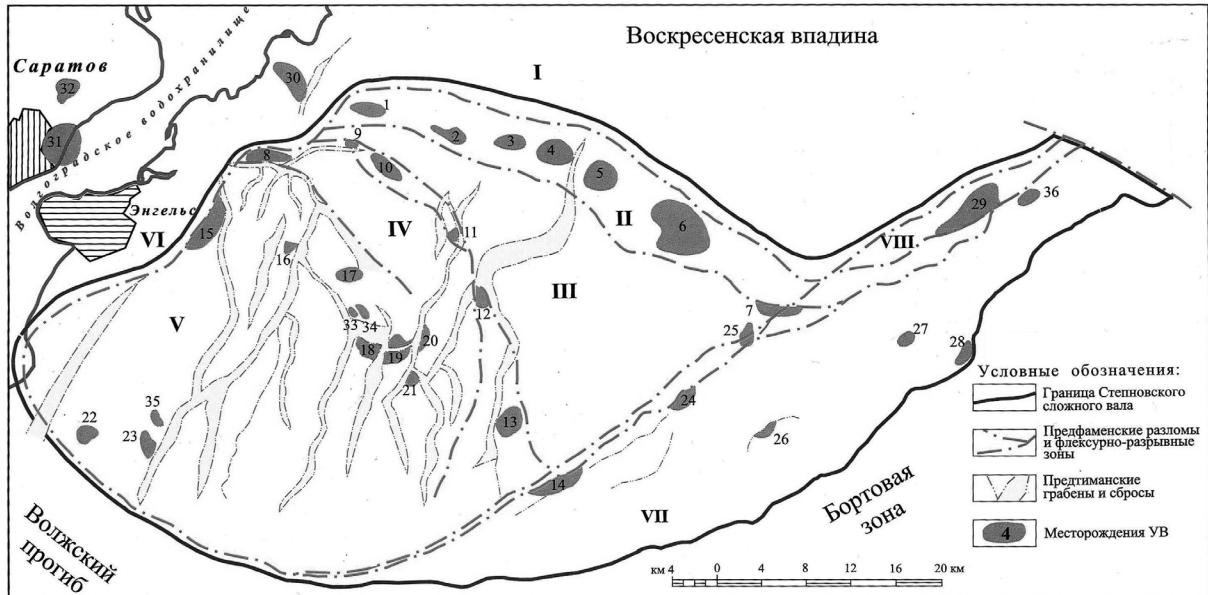 Воскресенская впадина
Саратов
Волгоградское водохранилище
Энгельс
I
II
III
IV
V
VI
VII
VIII
1
2
3
4
5
6
7
8
9
10
11
12
13
14
15
16
17
18
19
20
21
22
23
24
25
26
27
28
29
30
31
32
33
34
35
36
Волжский
прогиб
Бортовая
зона
Условные обозначения:
Граница Степновского
сложного вала
Предфаменские разломы
и флексурно-разрывные
зоны
Предтиманские
грабены и сбросы
4
Месторождения УВ
км 4 0 4 8 12 16 20 км